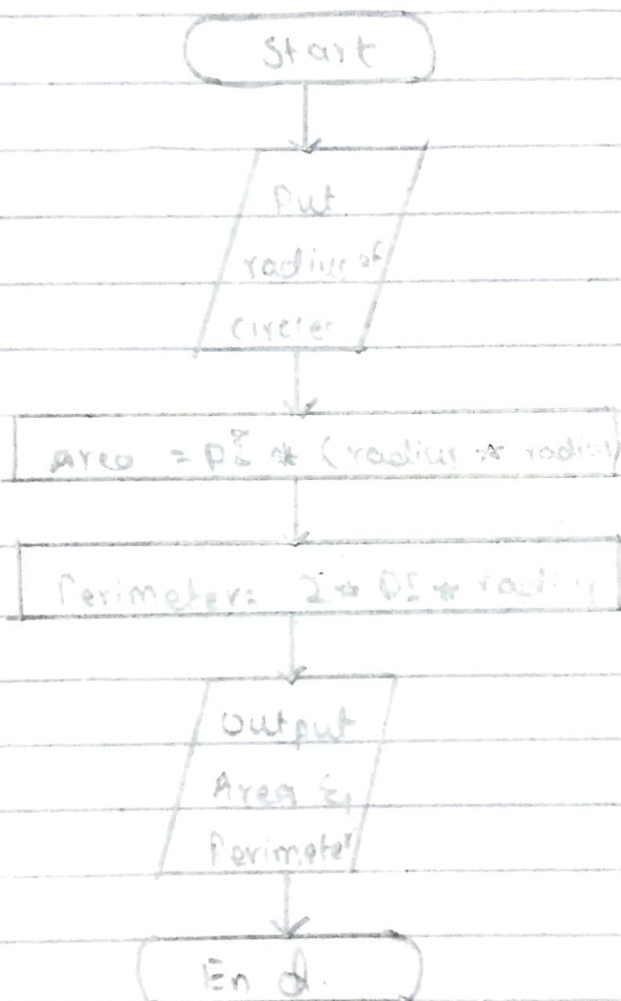 Start
Put
radius of
circle
Area = PI * (radius * radius)
Perimeter = 2 * PI * radius
Output
Area &
Perimeter
End.